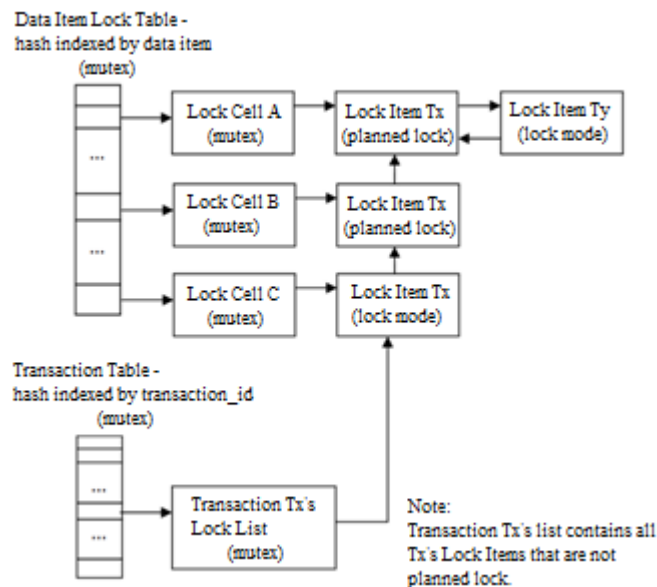 Data Item Lock Table -
hash indexed by data item
(mutex)
Lock Cell A
(mutex)
Lock Item Tx
(planned lock)
Lock Item Ty
(lock mode)
...
Lock Cell B
(mutex)
Lock Item Tx
(planned lock)
...
Lock Cell C
(mutex)
Lock Item Tx
(lock mode)
Transaction Table -
hash indexed by transaction_id
(mutex)
...
Transaction Tx's
Lock List
(mutex)
...
Note:
Transaction Tx's list contains all
Tx's Lock Items that are not
planned lock.